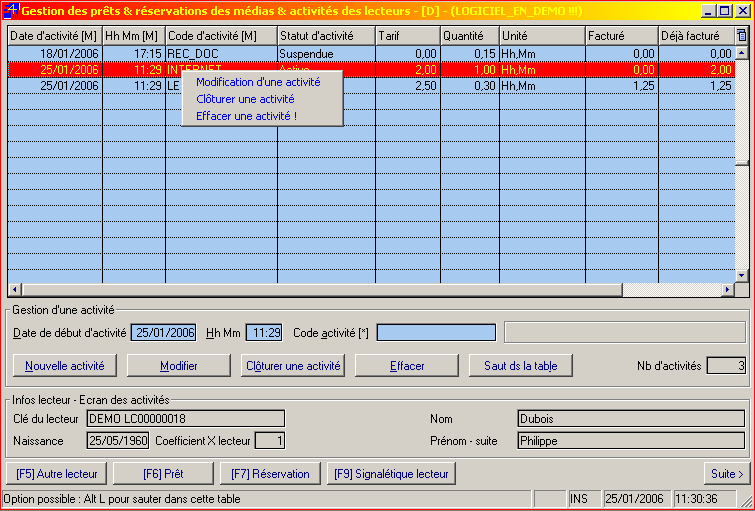 Gestion des prêts & réservations des médias & activités des lecteurs - [D] - (LOGICIEL_EN_DEMO !!!)
Date d'activité [M] Hh Mm [M] Code d'activité [M] Statut d'activité Tarif Quantité Unité Facturé Déjà facturé
18/01/2006 17:15 REC_DOC Suspendue 0,00 0,15 Hh,Mm 0,00 0,00
25/01/2006 11:29 INTERNET Active 2,00 1,00 Hh,Mm 0,00 2,00
25/01/2006 11:29 LE 2,50 0,30 Hh,Mm 1,25 1,25
Modification d'une activité
Clôturer une activité
Effacer une activité !
Gestion d'une activité
Date de début d'activité 25/01/2006 Hh Mm 11:29 Code activité [*]
Nouvelle activité Modifier Clôturer une activité Effacer Saut ds la table Nb d'activités 3
Infos lecteur - Ecran des activités
Clé du lecteur DEMO LC00000018 Nom Dubois
Naissance 25/05/1960 Coefficient X lecteur 1 Prénom - suite Philippe
[F5] Autre lecteur [F6] Prêt [F7] Réservation [F9] Signalétique lecteur Suite >
Option possible : Alt L pour sauter dans cette table INS 25/01/2006 11:30:36